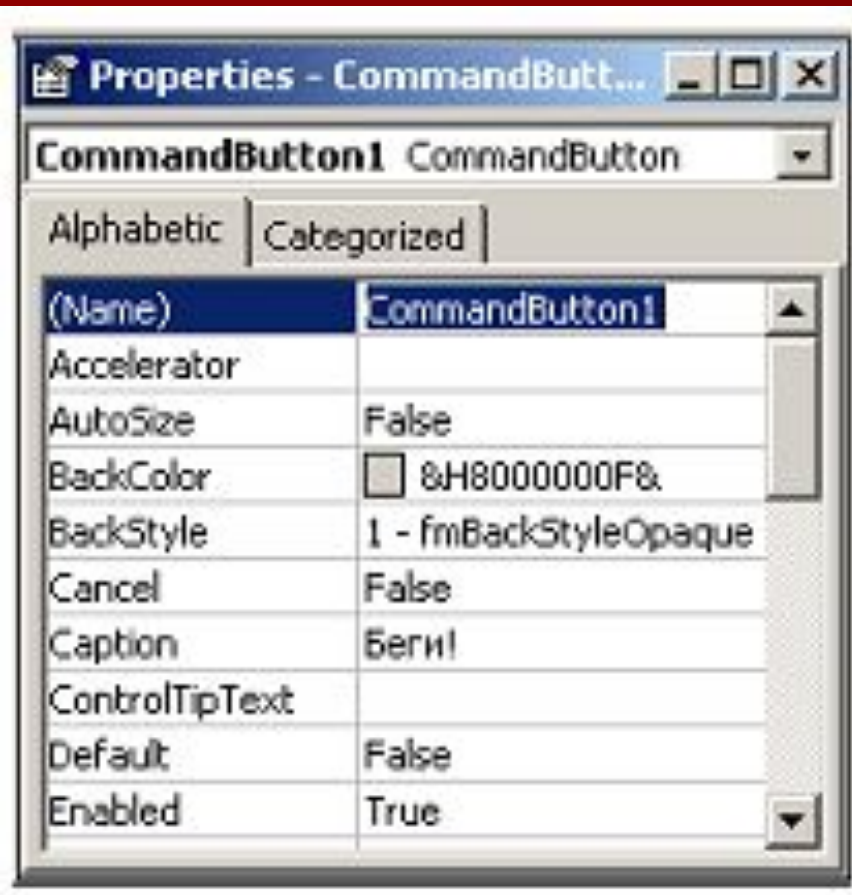 Properties - CommandButt...
CommandButton1 CommandButton
Alphabetic Categorized
(Name) CommandButton1
Accelerator
AutoSize False
BackColor &H8000000F&
BackStyle 1 - fmBackStyleOpaque
Cancel False
Caption Беги!
ControlTipText
Default False
Enabled True